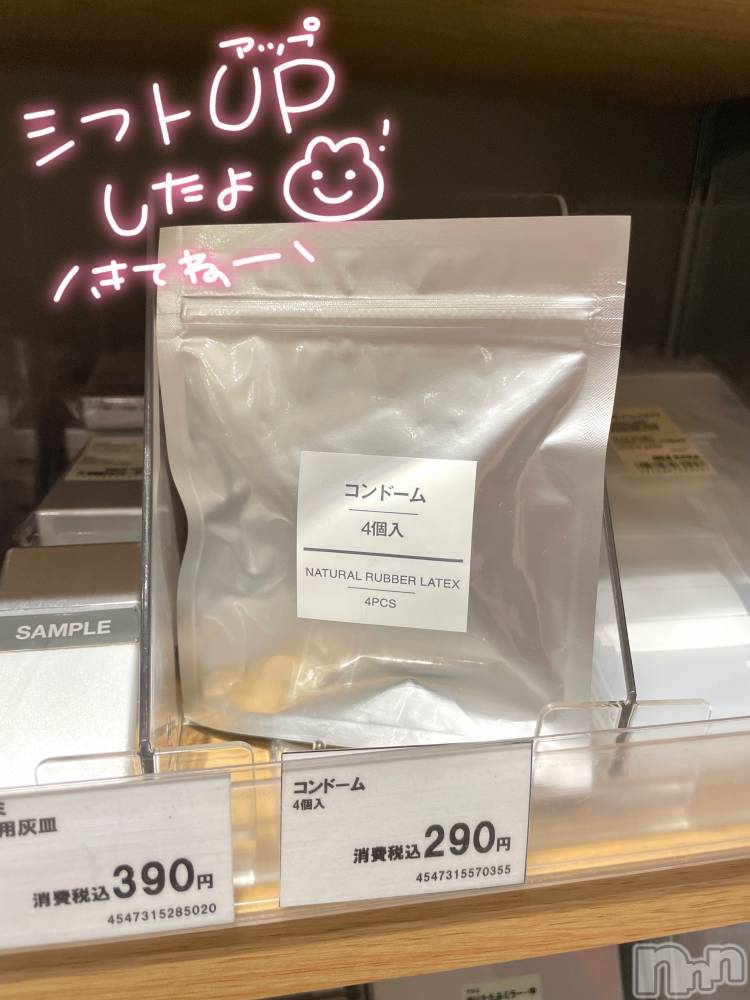 アップ
シフトUP
したよ
\きてねー/
コンドーム
4個入
NATURAL RUBBER LATEX
4PCS
SAMPLE
用灰皿
消費税込390円
4547315285020
コンドーム
4個入
消費税込290円
4547315570355
nnn